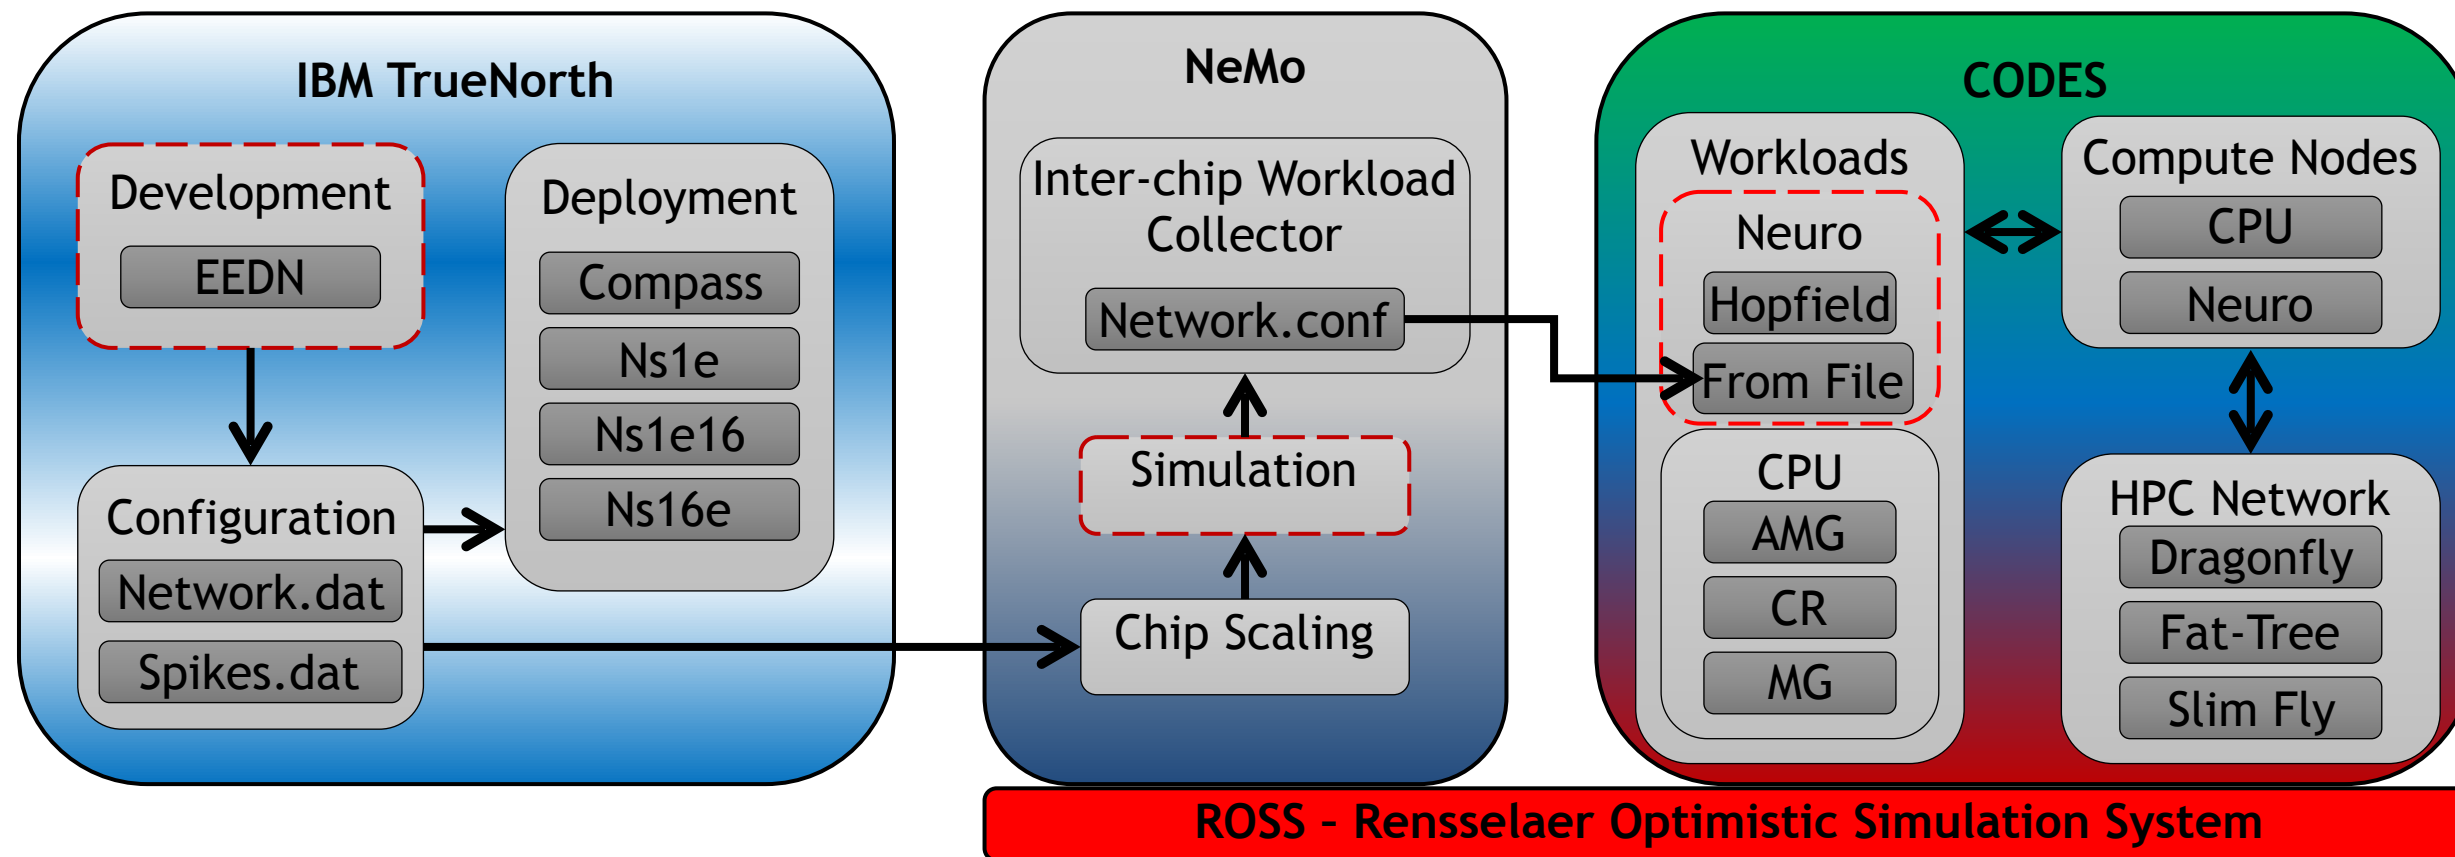 IBM TrueNorth
Development
EEDN
Configuration
Network.dat
Spikes.dat
Deployment
Compass
Ns1e
Ns1e16
Ns16e
NeMo
Inter-chip Workload
Collector
Network.conf
Simulation
Chip Scaling
CODES
Workloads
Neuro
Hopfield
From File
CPU
AMG
CR
MG
Compute Nodes
CPU
Neuro
HPC Network
Dragonfly
Fat-Tree
Slim Fly
ROSS – Rensselaer Optimistic Simulation System